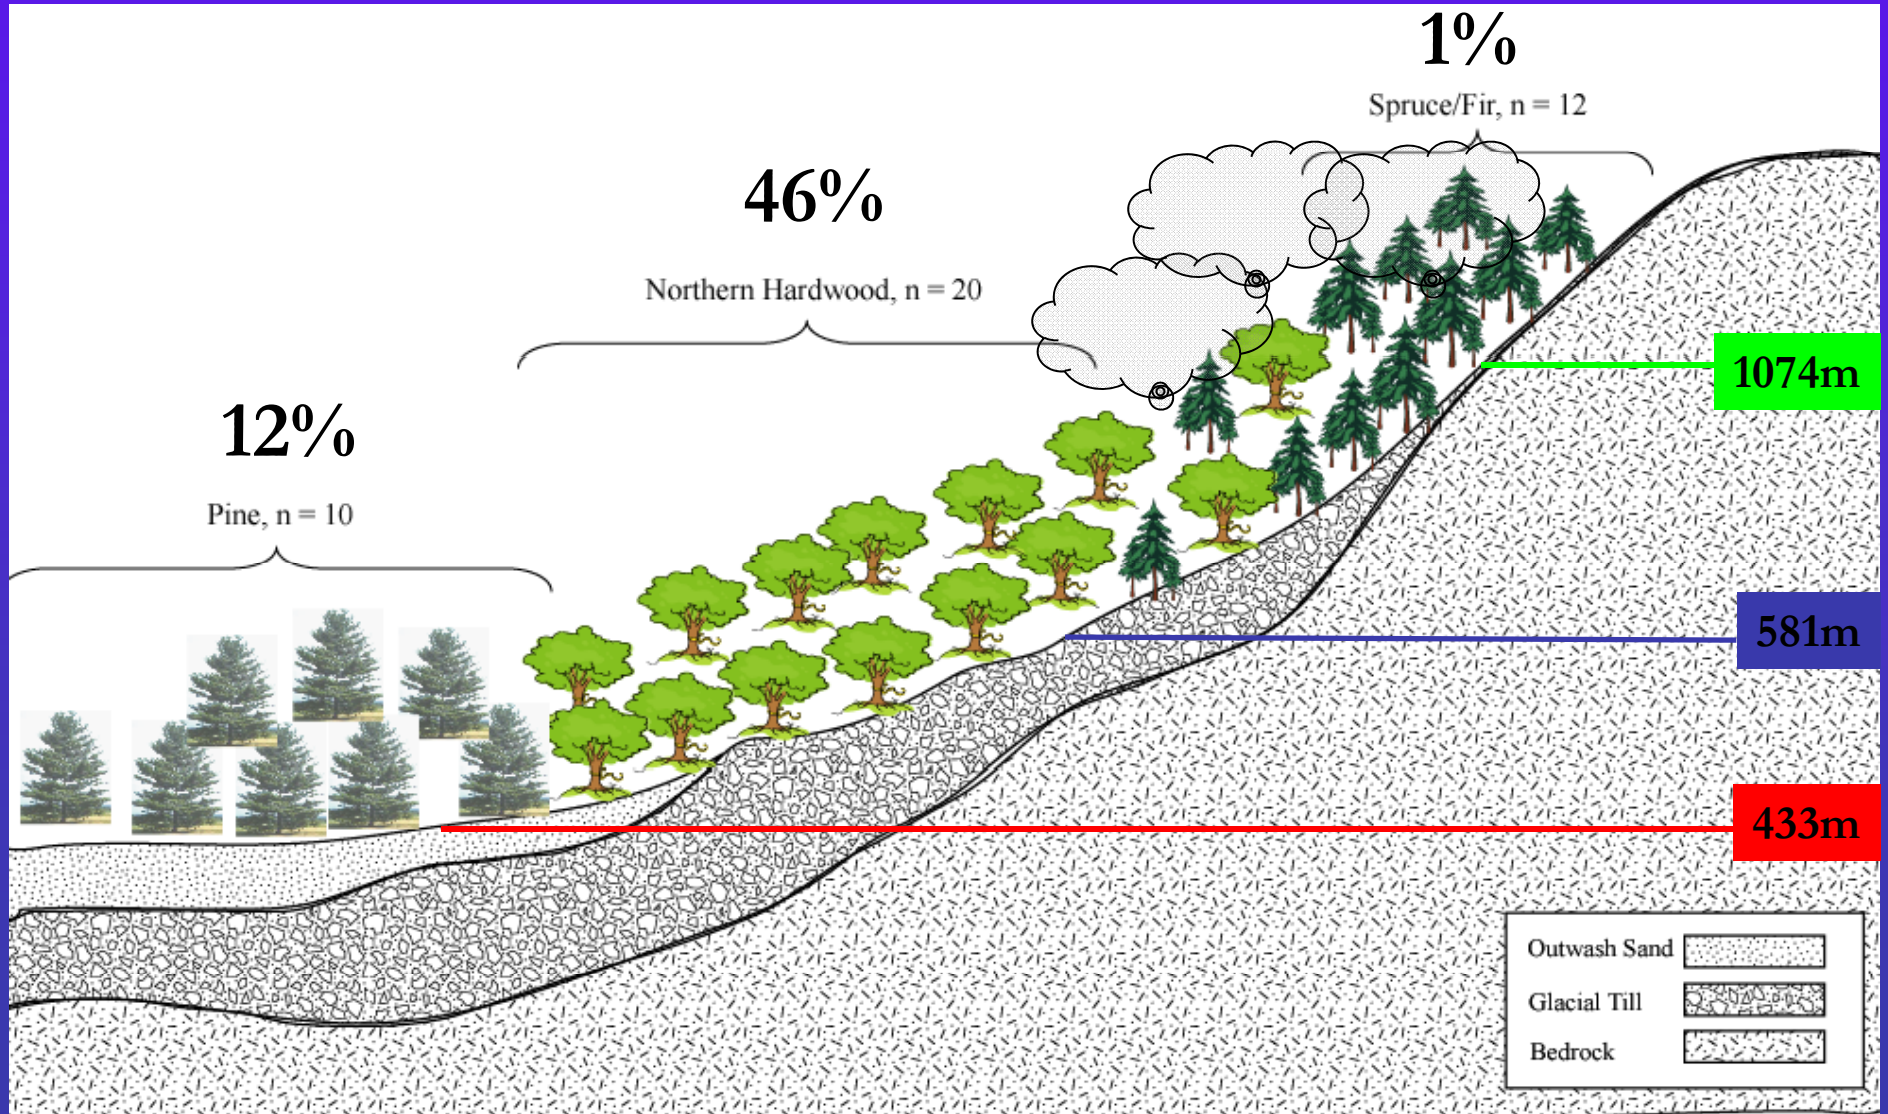 1%
Spruce/Fir, n = 12
46%
Northern Hardwood, n = 20
12%
Pine, n = 10
1074m
581m
433m
Outwash Sand
Glacial Till
Bedrock